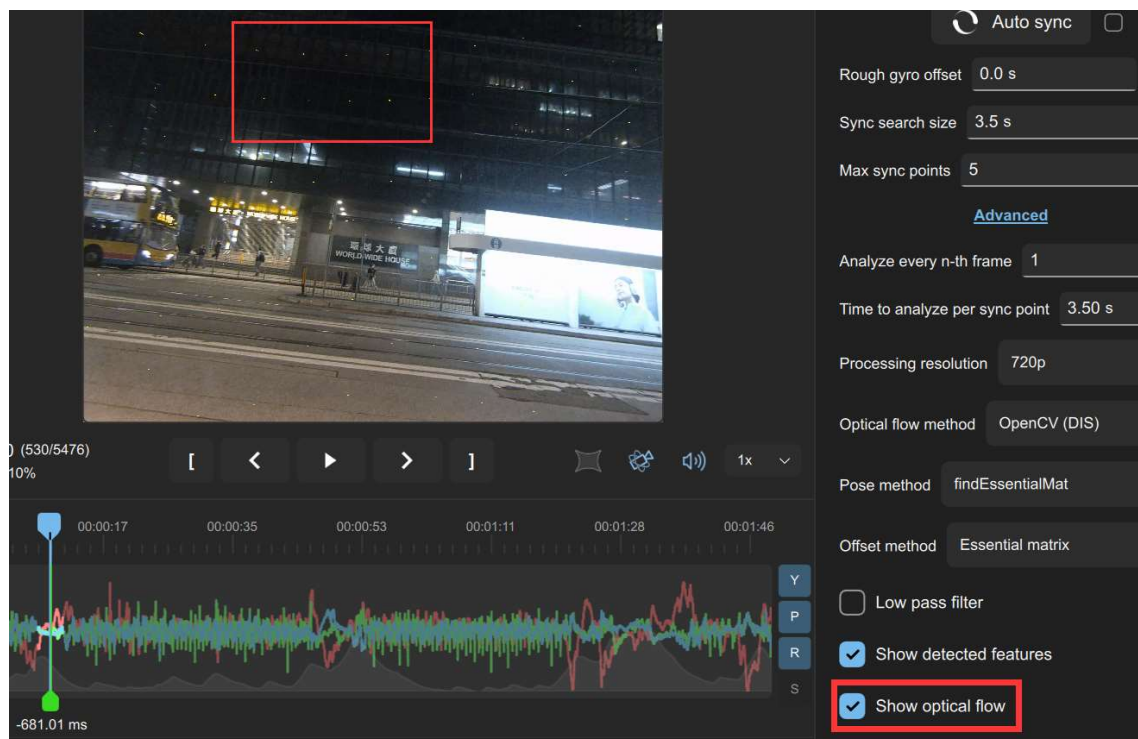 Auto sync
Rough gyro offset 0.0 s
Sync search size 3.5 s
Max sync points 5
Advanced
Analyze every n-th frame 1
Time to analyze per sync point 3.50 s
Processing resolution 720p
Optical flow method OpenCV (DIS)
Pose method findEssentialMat
Offset method Essential matrix
Low pass filter
Show detected features
Show optical flow
環球大廈
WORLD-WIDE HOUSE
) (530/5476)
10%
[ ]
1x
00:00:17 00:00:35 00:00:53 00:01:11 00:01:28 00:01:46
Y
P
R
S
-681.01 ms